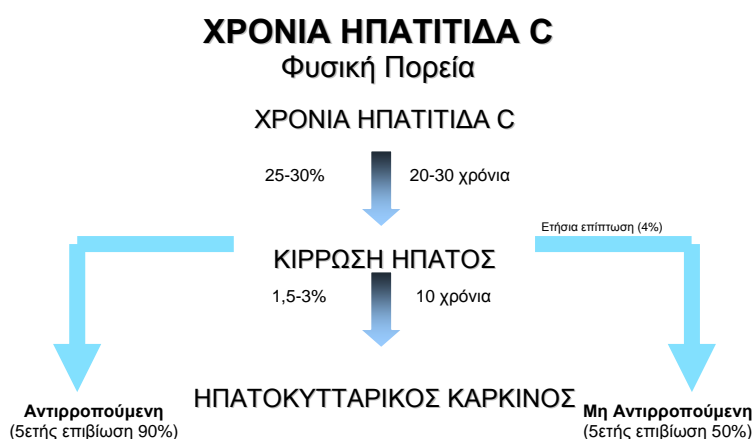 ΧΡΟΝΙΑ ΗΠΑΤΙΤΙΔΑ C
Φυσική Πορεία
ΧΡΟΝΙΑ ΗΠΑΤΙΤΙΔΑ C
25-30%
20-30 χρόνια
Ετήσια επίπτωση (4%)
ΚΙΡΡΩΣΗ ΗΠΑΤΟΣ
1,5-3%
10 χρόνια
ΗΠΑΤΟΚΥΤΤΑΡΙΚΟΣ ΚΑΡΚΙΝΟΣ
Αντιρροπούμενη
(5ετής επιβίωση 90%)
Μη Αντιρροπούμενη
(5ετής επιβίωση 50%)